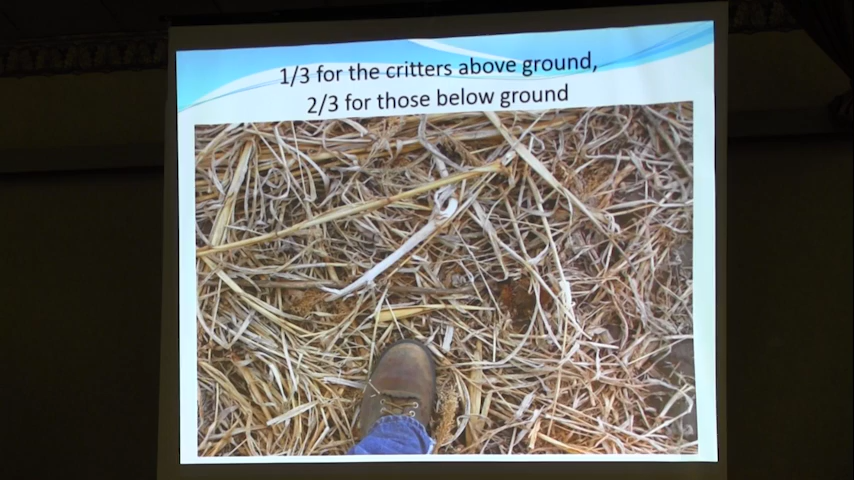 1/3 for the critters above ground,
2/3 for those below ground